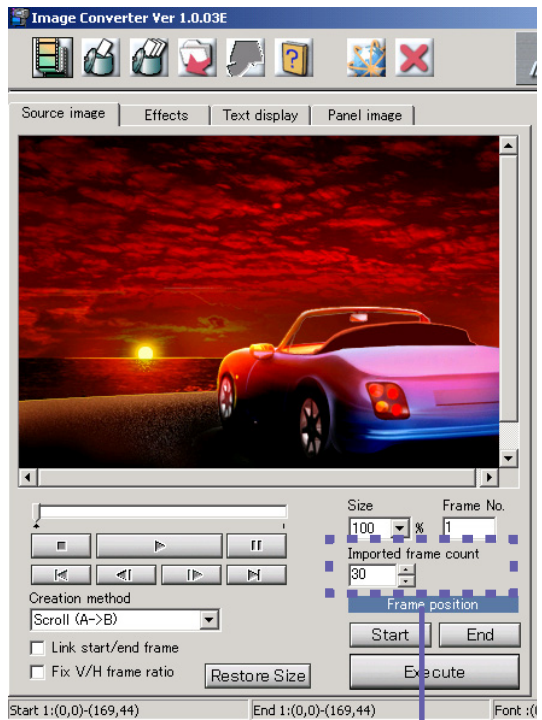 Image Converter Ver 1.0.03E
Source image
Effects
Text display
Panel image
Size
Frame No.
100
%
1
Imported frame count
30
Creation method
Scroll (A->B)
Frame position
Link start/end frame
Start
End
Fix V/H frame ratio
Restore Size
Execute
Start 1:(0,0)-(169,44)
End 1:(0,0)-(169,44)
Font :(